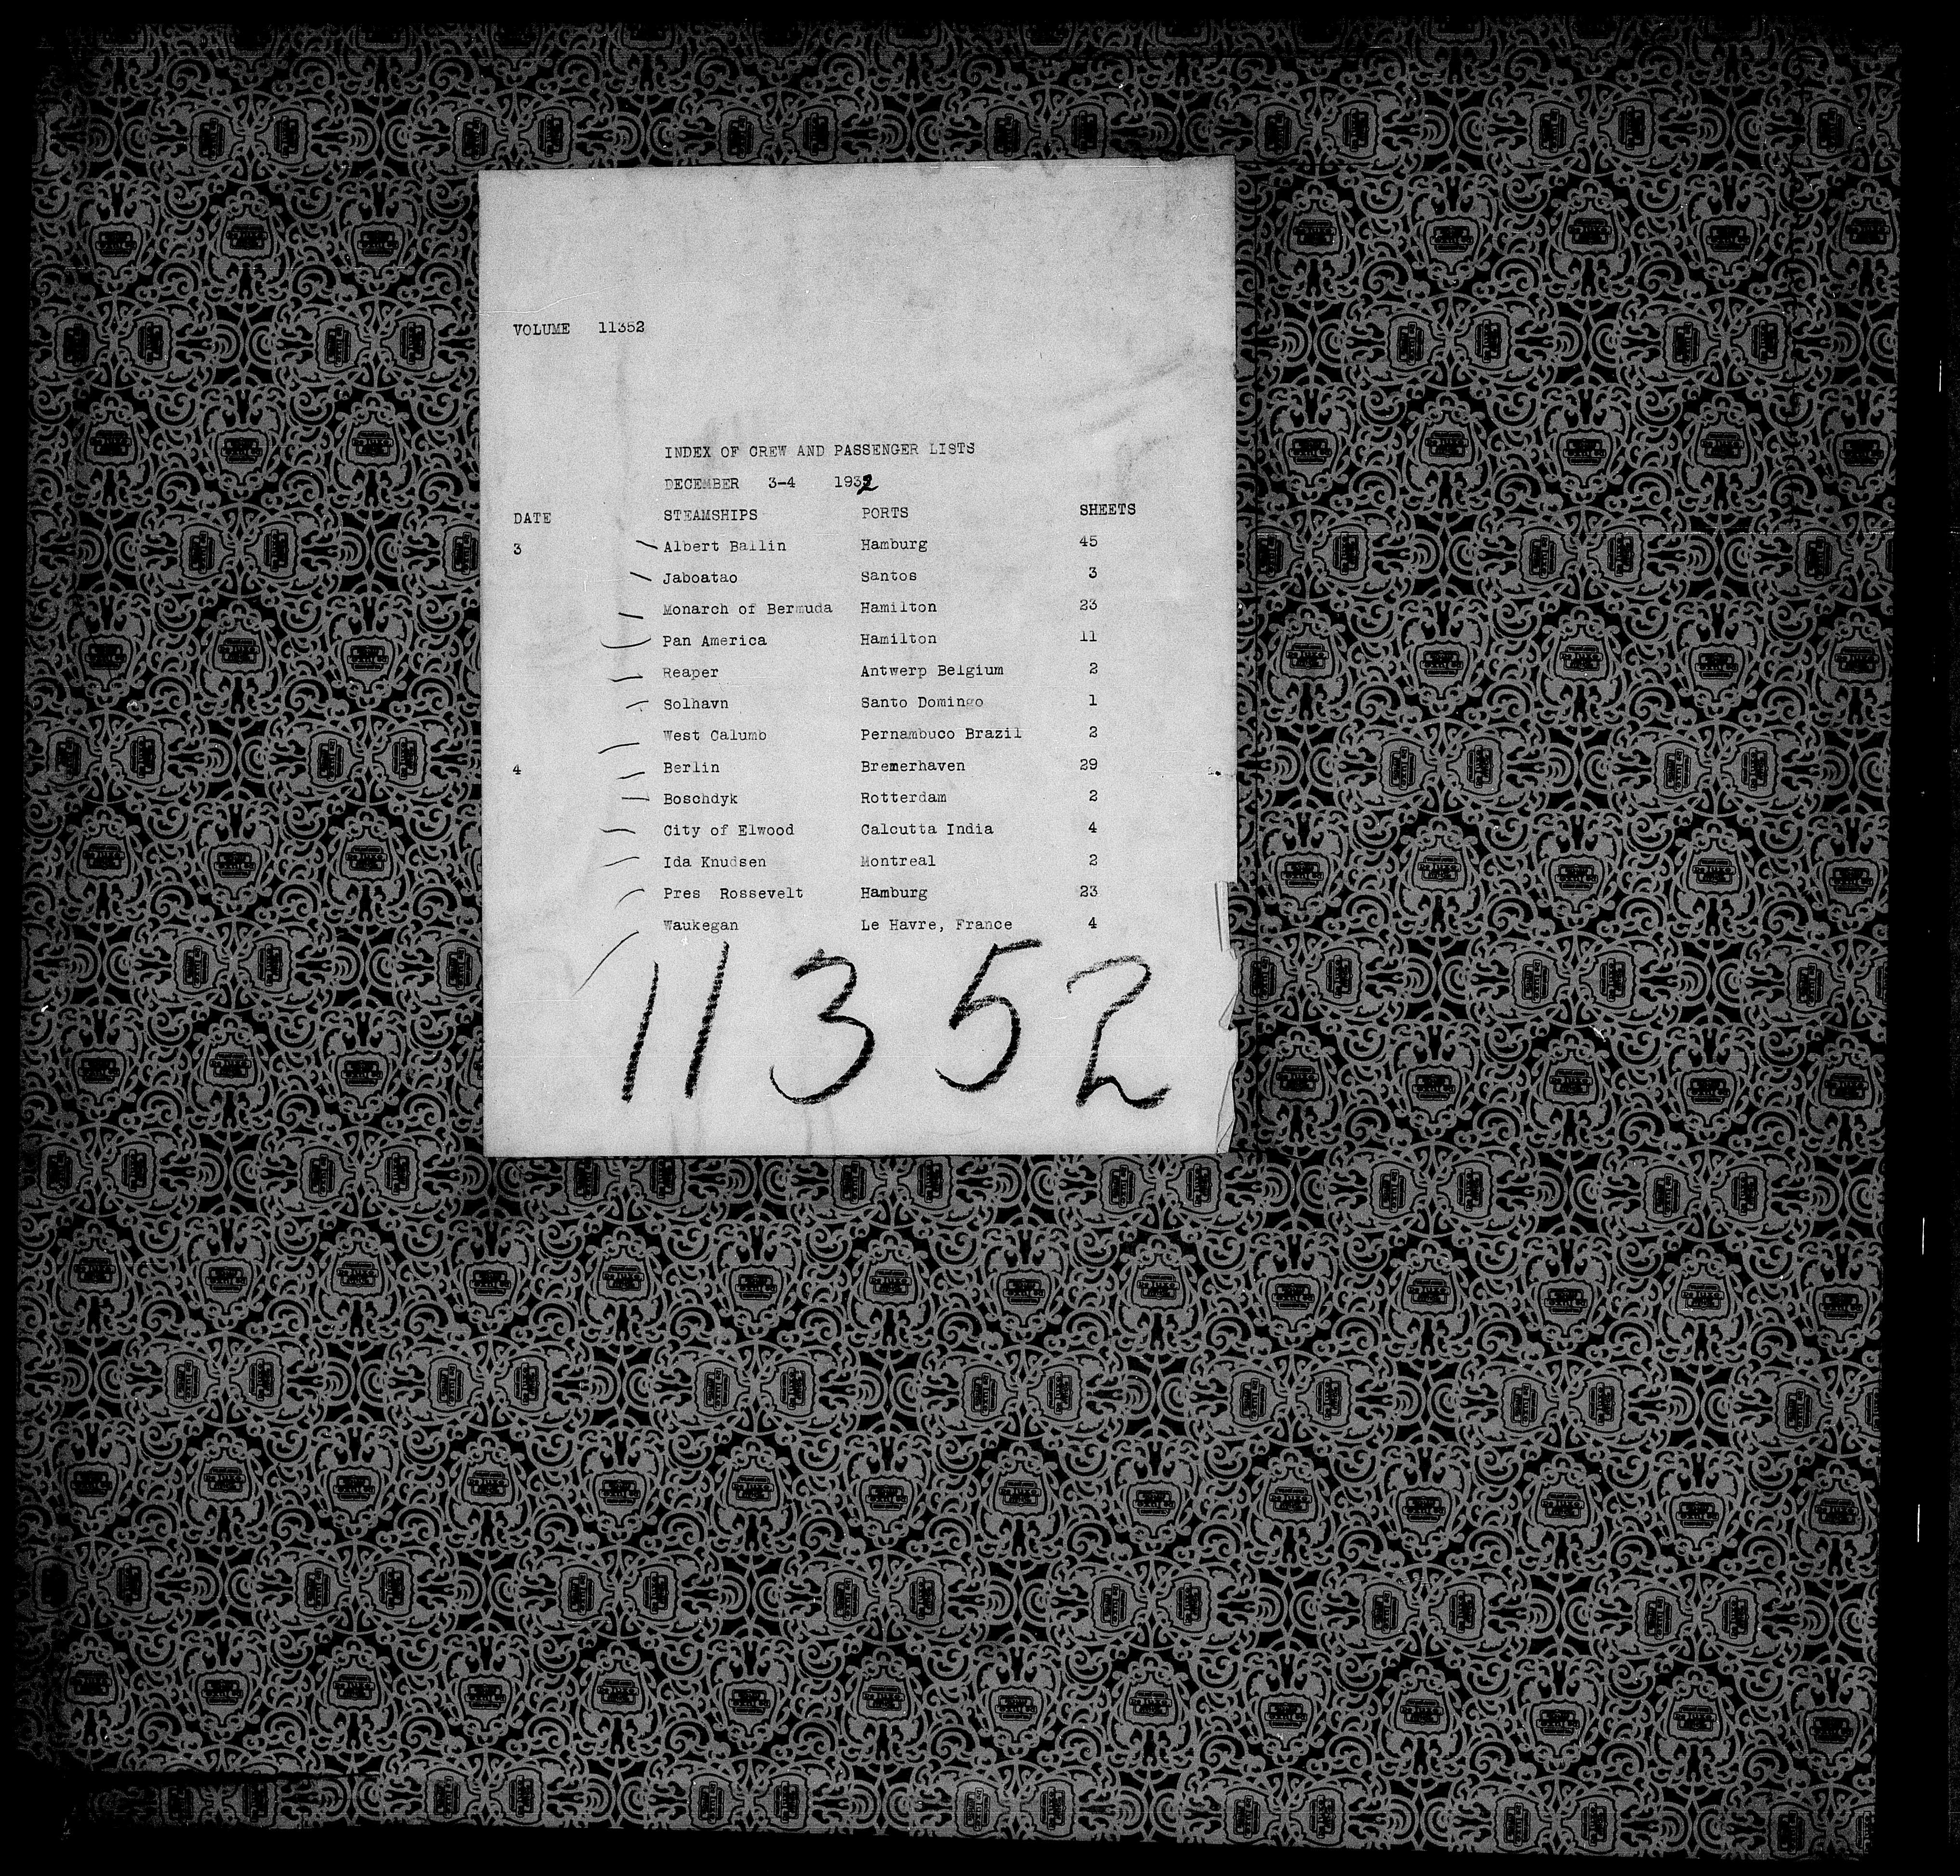 VOLUME 11352
INDEX OF CREW AND PASSENGER LISTS
DECEMBER 3-4 1932
DATE STEAMSHIPS PORTS SHEETS
3 Albert Ballin Hamburg 45
Jaboatao Santos 3
Monarch of Bermuda Hamilton 23
Pan America Hamilton 11
Reaper Antwerp Belgium 2
Solhavn Santo Domingo 1
West Calumb Pernambuco Brazil 2
4 Berlin Bremerhaven 29
Boschdyk Rotterdam 2
City of Elwood Calcutta India 4
Ida Knudsen Montreal 2
Pres Rossevelt Hamburg 23
Waukegan Le Havre, France 4
11352